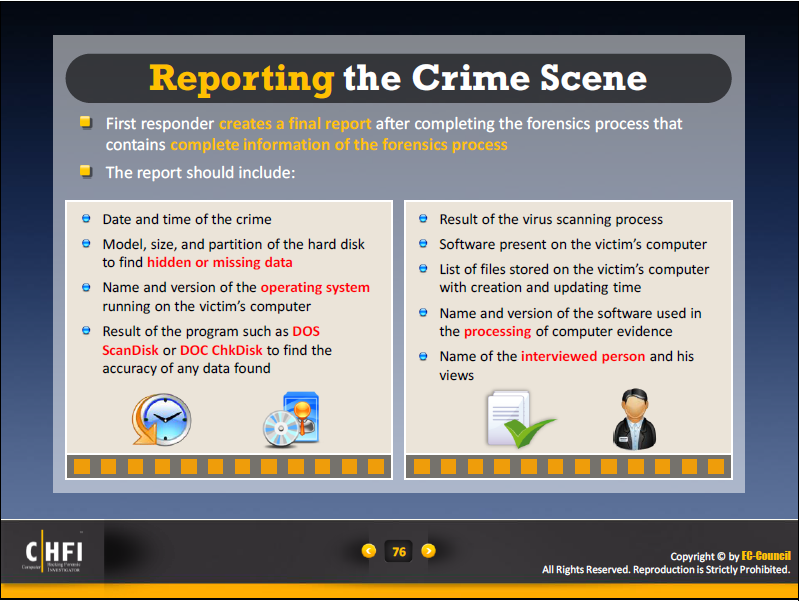 Reporting the Crime Scene
First responder creates a final report after completing the forensics process that
contains complete information of the forensics process
The report should include:
Date and time of the crime
Model, size, and partition of the hard disk
to find hidden or missing data
Name and version of the operating system
running on the victim's computer
Result of the program such as DOS
ScanDisk or DOC ChkDisk to find the
accuracy of any data found
Result of the virus scanning process
Software present on the victim's computer
List of files stored on the victim's computer
with creation and updating time
Name and version of the software used in
the processing of computer evidence
Name of the interviewed person and his
views
CHFI
Computer Hacking Forensic
INVESTIGATOR
76
Copyright © by EC-Council
All Rights Reserved. Reproduction is Strictly Prohibited.